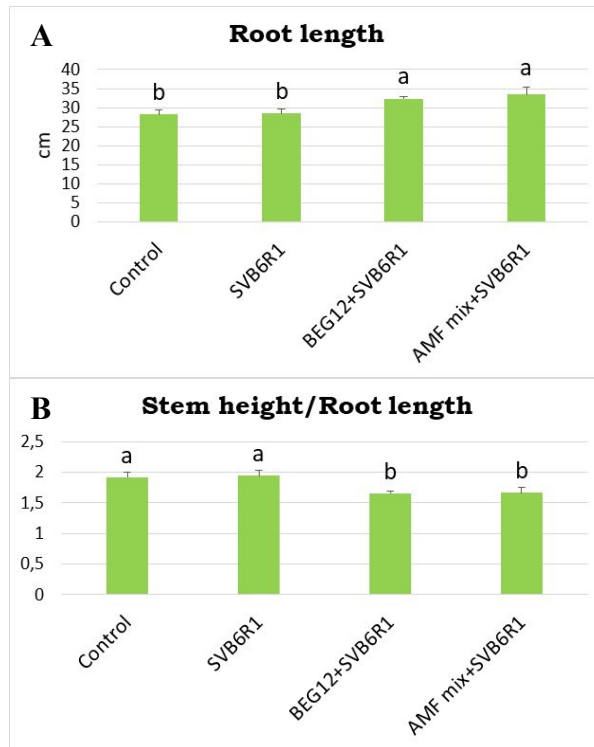 A
Root length
40
35
30
25
20
15
10
5
0
cm
b
b
a
a
Control
SVB6R1
BEG12+SVB6R1
AMF mix+SVB6R1
B
Stem height/Root length
2,5
2
1,5
1
0,5
0
a
a
b
b
Control
SVB6R1
BEG12+SVB6R1
AMF mix+SVB6R1